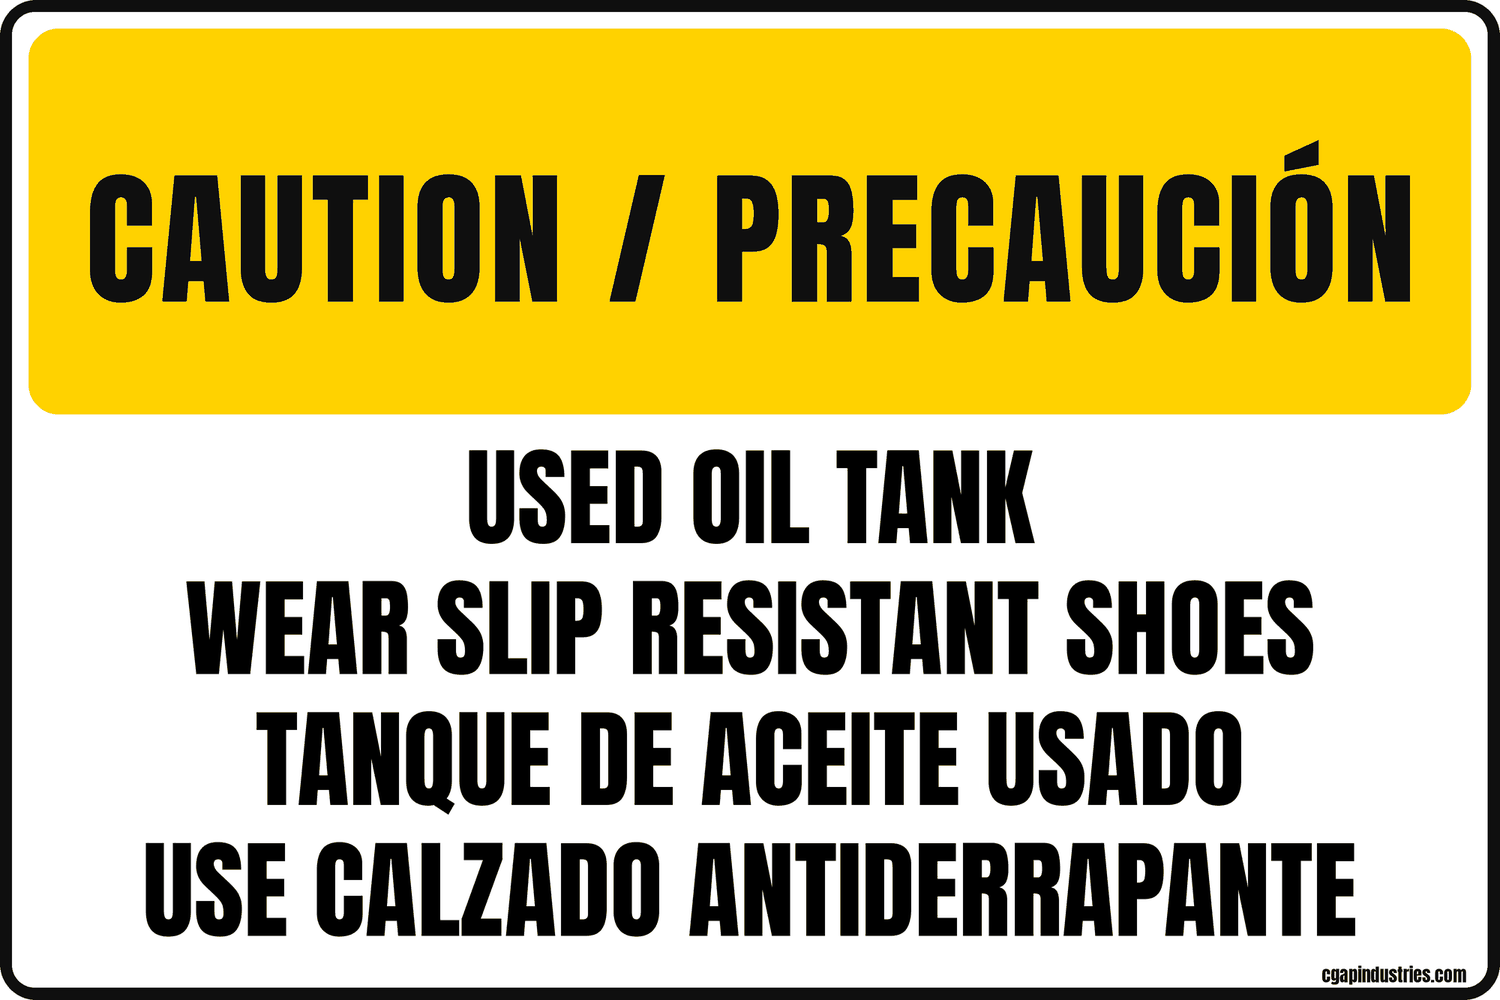 CAUTION / PRECAUCIÓN
USED OIL TANK
WEAR SLIP RESISTANT SHOES
TANQUE DE ACEITE USADO
USE CALZADO ANTIDERRAPANTE
cgapindustries.com